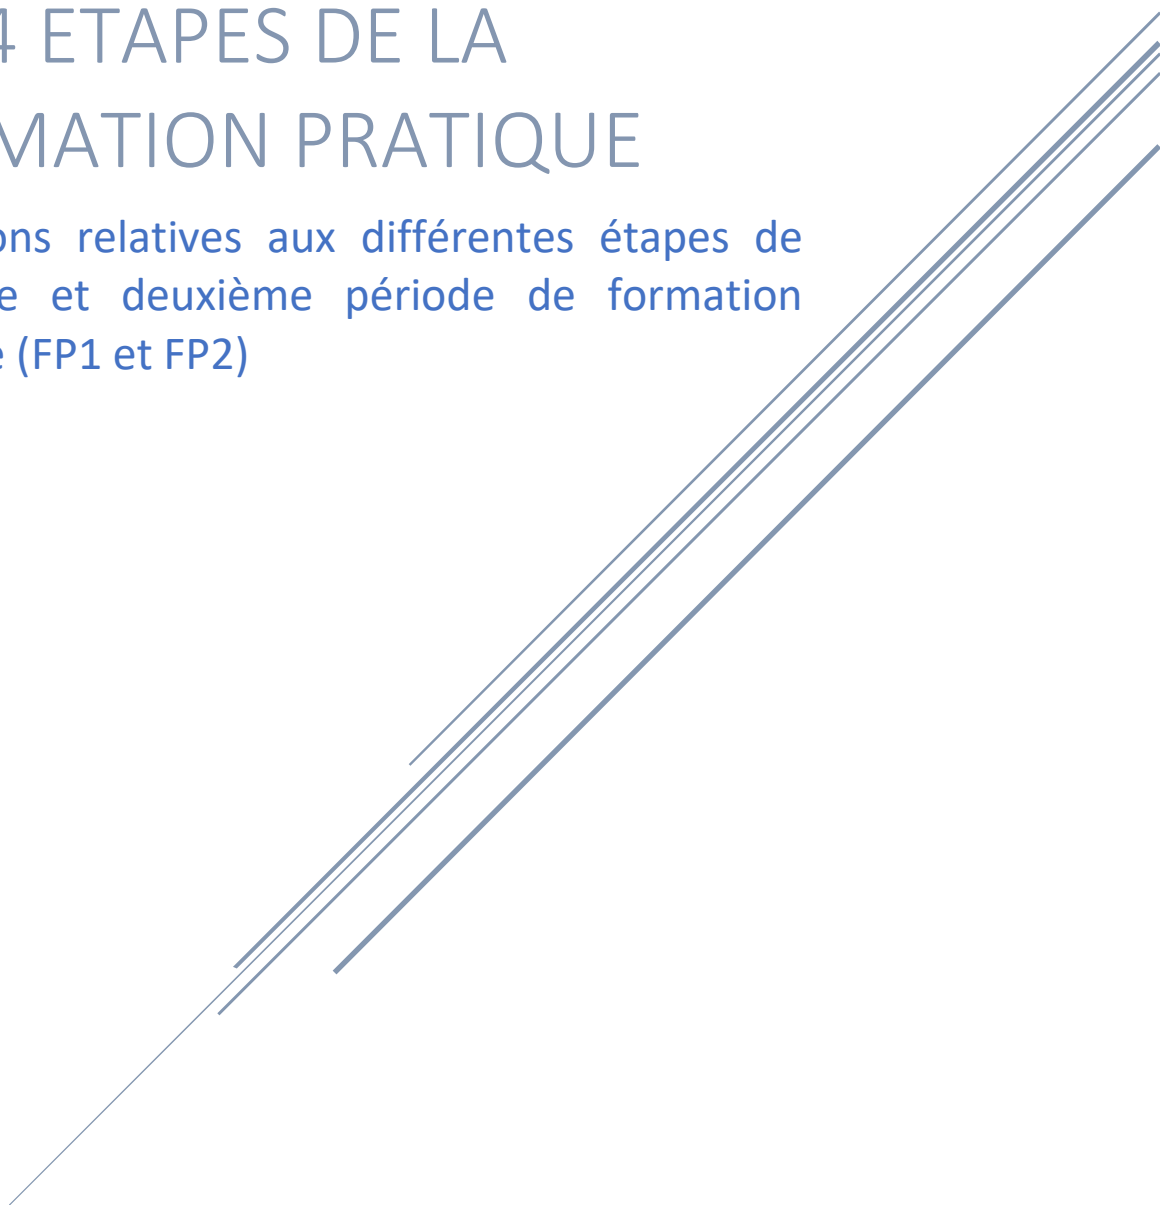 4 ETAPES DE LA
MATION PRATIQUE
ons relatives aux différentes étapes de
e et deuxième période de formation
e (FP1 et FP2)